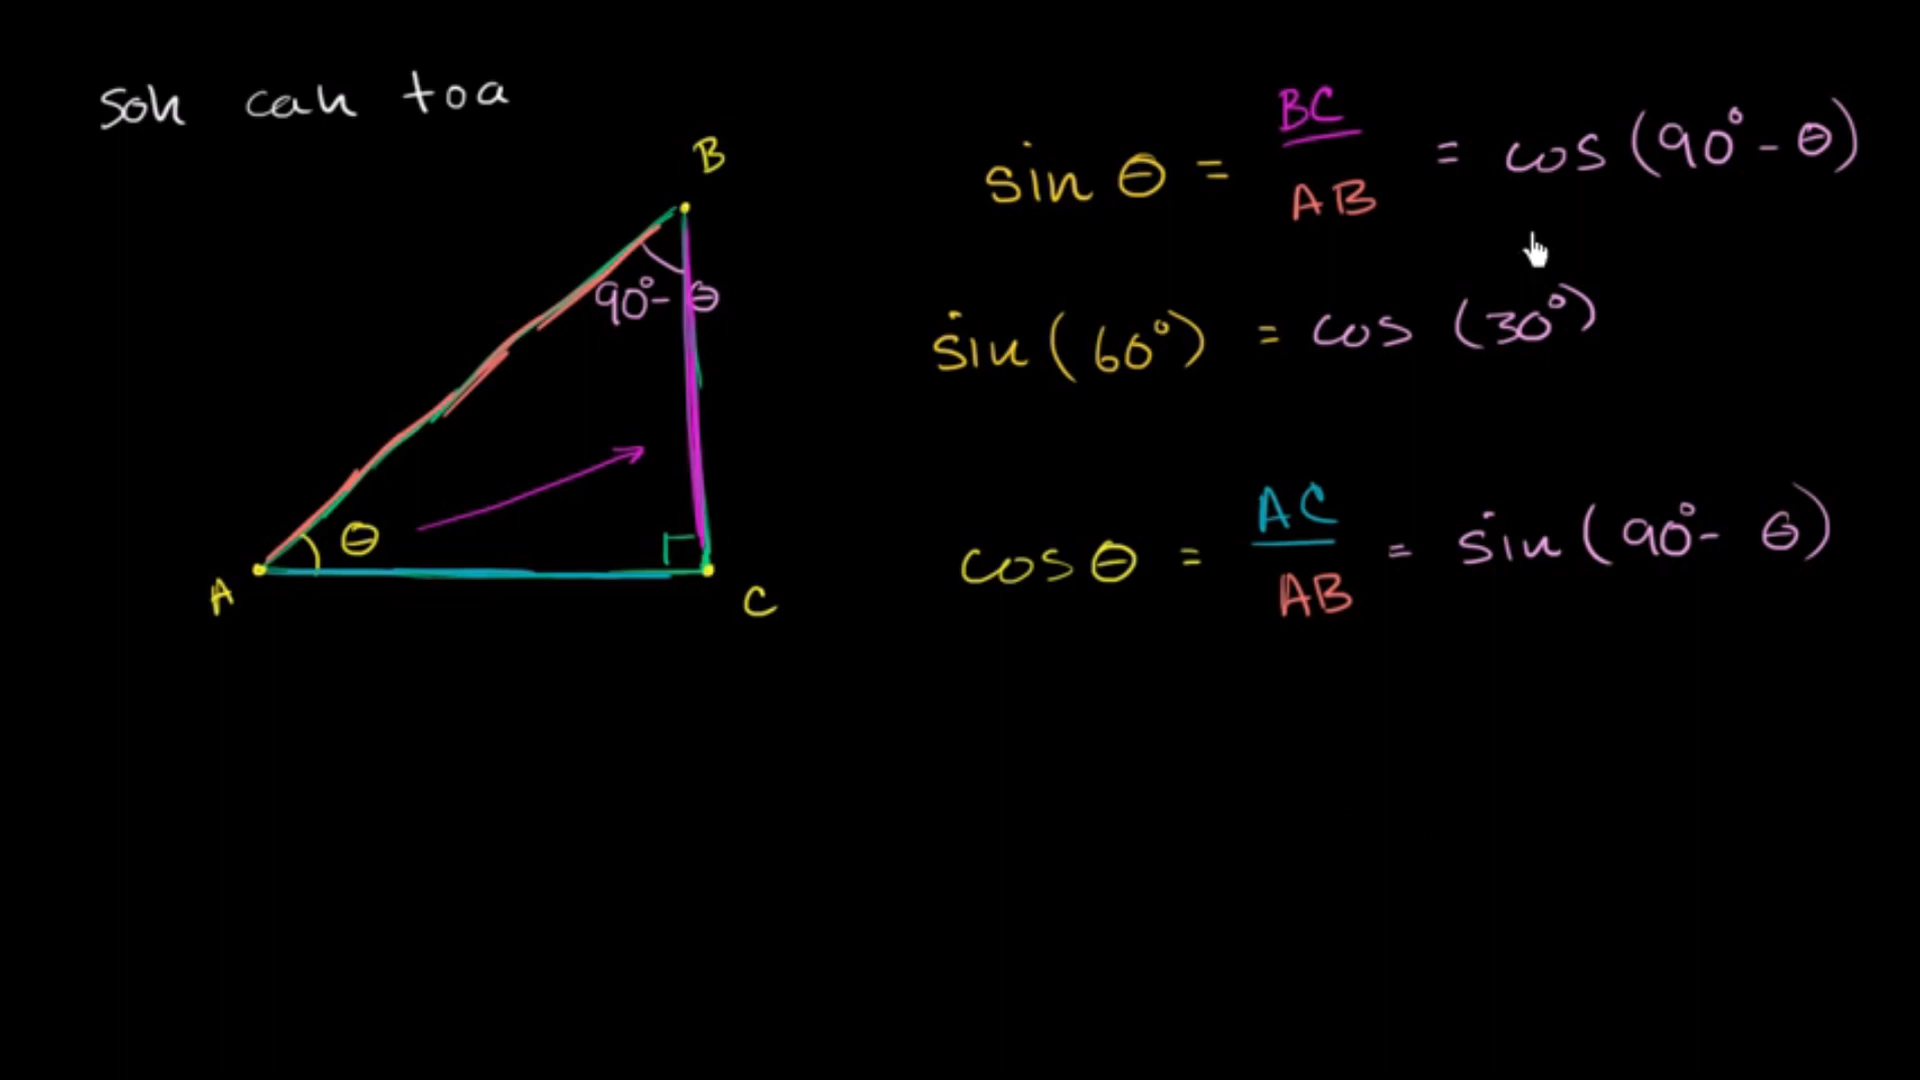 soh cah toa
B
sin θ = BC/AB = cos (90° - θ)
90° - θ
sin (60°) = cos (30°)
θ
cos θ = AC/AB = sin (90° - θ)
A
C